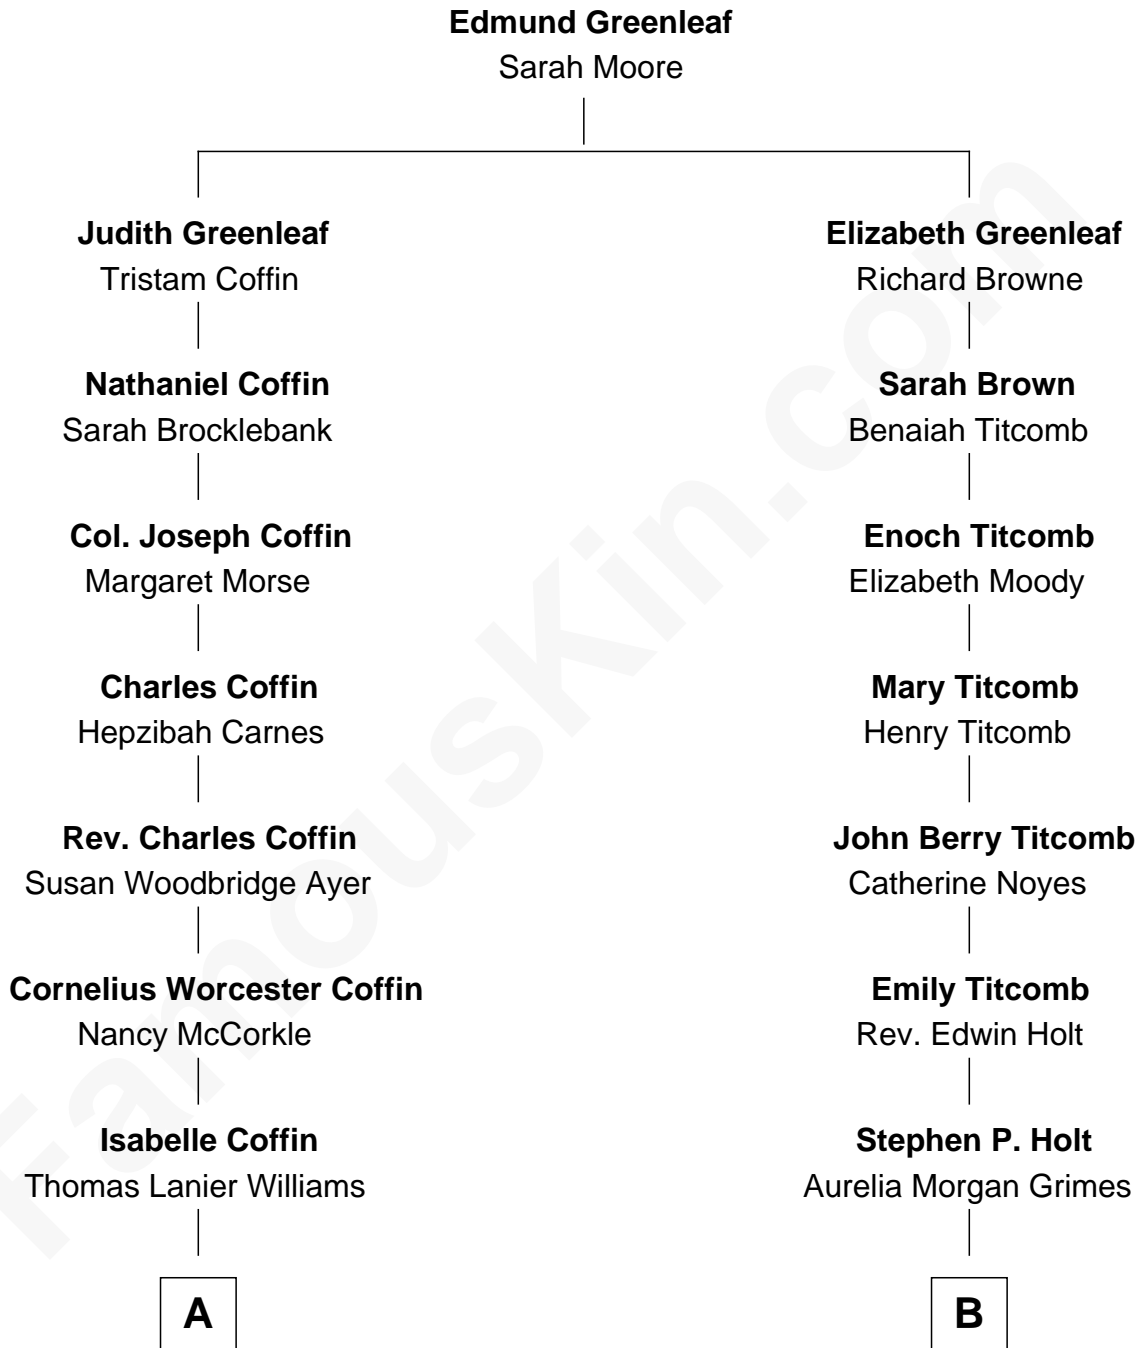 Edmund Greenleaf
Sarah Moore
Judith Greenleaf
Tristam Coffin
Elizabeth Greenleaf
Richard Browne
Nathaniel Coffin
Sarah Brocklebank
Sarah Brown
Benaiah Titcomb
Col. Joseph Coffin
Margaret Morse
Enoch Titcomb
Elizabeth Moody
Charles Coffin
Hepzibah Carnes
Mary Titcomb
Henry Titcomb
Rev. Charles Coffin
Susan Woodbridge Ayer
John Berry Titcomb
Catherine Noyes
Cornelius Worcester Coffin
Nancy McCorkle
Emily Titcomb
Rev. Edwin Holt
Isabelle Coffin
Thomas Lanier Williams
Stephen P. Holt
Aurelia Morgan Grimes
A
B
FamousKin.com